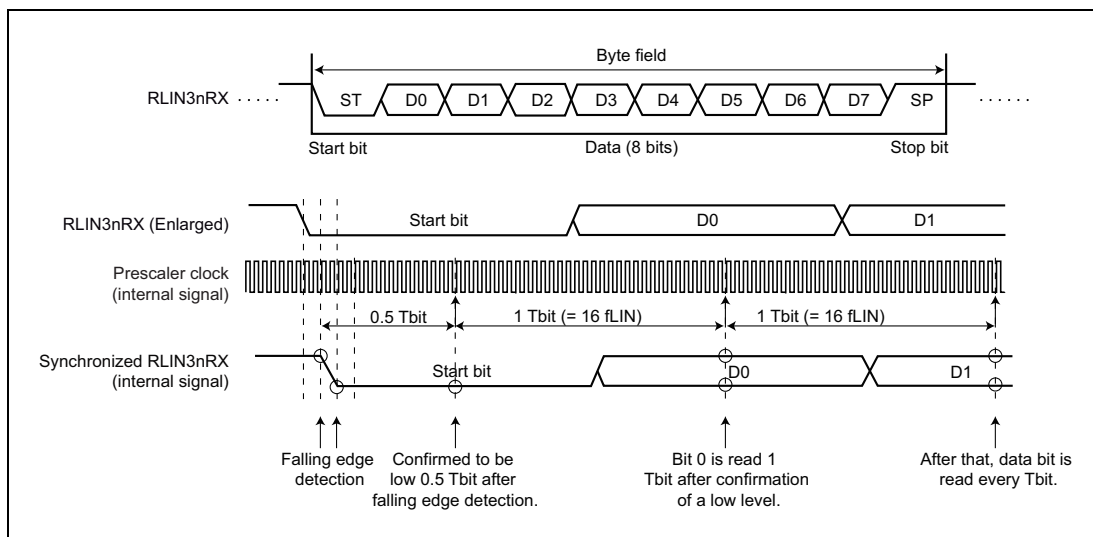 Byte field
RLIN3nRX
ST D0 D1 D2 D3 D4 D5 D6 D7 SP
Start bit Data (8 bits) Stop bit
RLIN3nRX (Enlarged)
Start bit D0 D1
Prescaler clock
(internal signal)
0.5 Tbit 1 Tbit (= 16 fLIN) 1 Tbit (= 16 fLIN)
Synchronized RLIN3nRX
(internal signal)
Start bit D0 D1
Falling edge
detection
Confirmed to be
low 0.5 Tbit after
falling edge detection.
Bit 0 is read 1
Tbit after confirmation
of a low level.
After that, data bit is
read every Tbit.